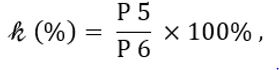 𝓀 (%) = P 5 / P 6 × 100% ,